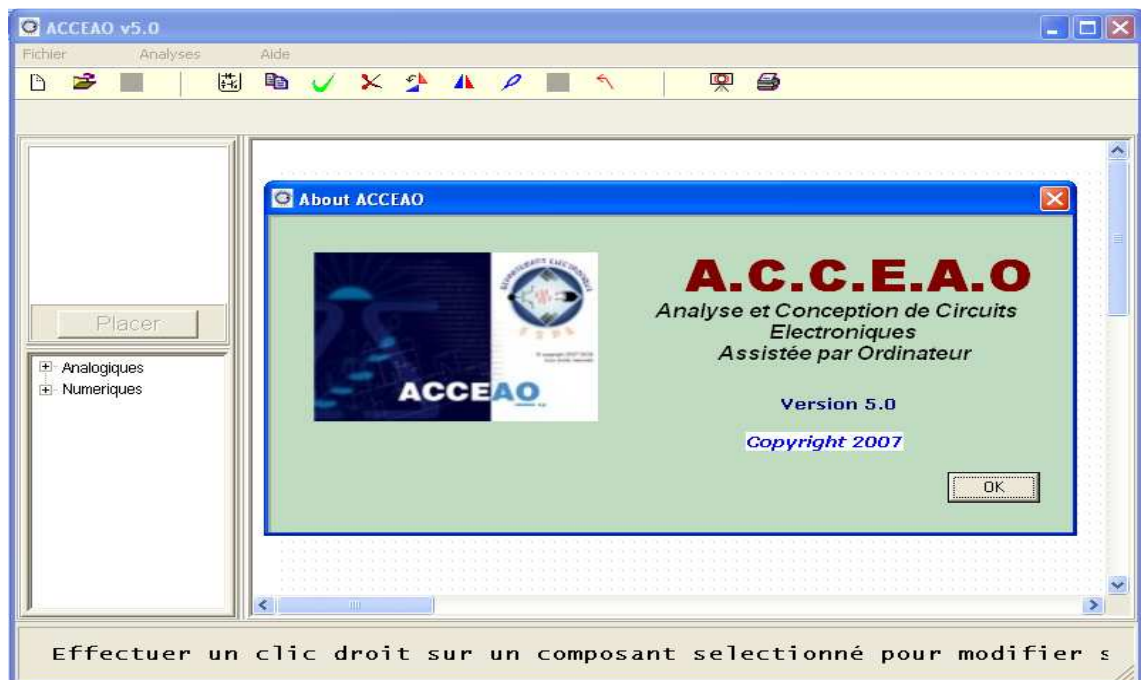 ACCEAO v5.0
Fichier Analyses Aide
About ACCEAO
A.C.C.E.A.O
Analyse et Conception de Circuits
Electroniques
Assistée par Ordinateur
ACCEAO
Version 5.0
Copyright 2007
OK
Placer
Analogiques
Numeriques
Effectuer un clic droit sur un composant selectionné pour modifier s